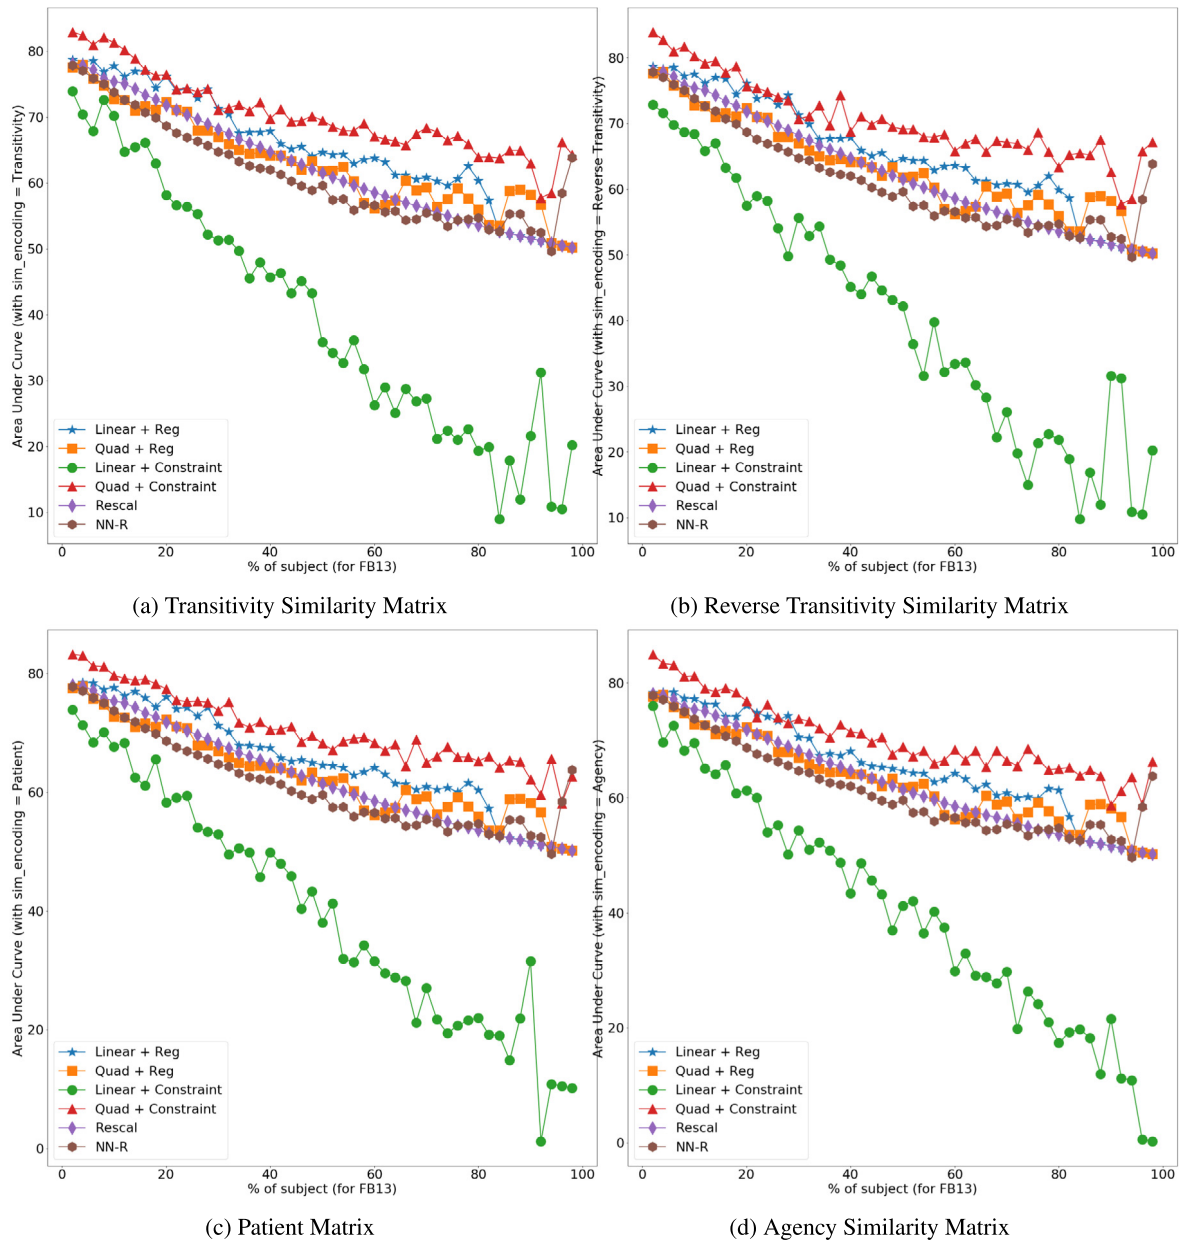 Area Under Curve (with sim_encoding = Transitivity)
80
70
60
50
40
30
20
10
Linear + Reg
Quad + Reg
Linear + Constraint
Quad + Constraint
Rescal
NN-R
0 20 40 60 80 100
% of subject (for FB13)
(a) Transitivity Similarity Matrix
Area Under Curve (with sim_encoding = Reverse Transitivity)
80
70
60
50
40
30
20
10
Linear + Reg
Quad + Reg
Linear + Constraint
Quad + Constraint
Rescal
NN-R
0 20 40 60 80 100
% of subject (for FB13)
(b) Reverse Transitivity Similarity Matrix
Area Under Curve (with sim_encoding = Patient)
80
60
40
20
0
Linear + Reg
Quad + Reg
Linear + Constraint
Quad + Constraint
Rescal
NN-R
0 20 40 60 80 100
% of subject (for FB13)
(c) Patient Matrix
Area Under Curve (with sim_encoding = Agency)
80
60
40
20
0
Linear + Reg
Quad + Reg
Linear + Constraint
Quad + Constraint
Rescal
NN-R
0 20 40 60 80 100
% of subject (for FB13)
(d) Agency Similarity Matrix